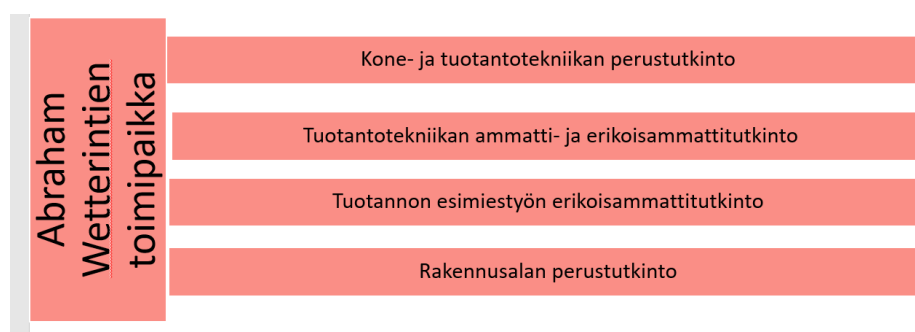 Abraham
Wetterintien
toimipaikka
Kone- ja tuotantotekniikan perustutkinto
Tuotantotekniikan ammatti- ja erikoisammattitutkinto
Tuotannon esimiestyön erikoisammattitutkinto
Rakennusalan perustutkinto